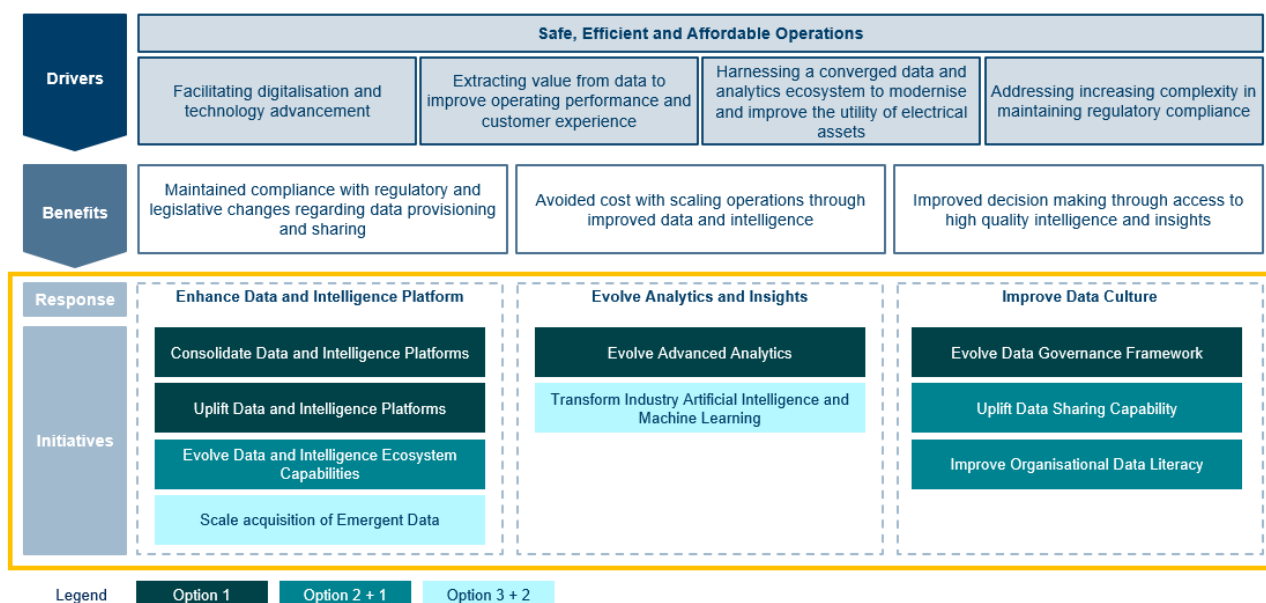 Safe, Efficient and Affordable Operations
Drivers
Facilitating digitalisation and
technology advancement
Extracting value from data to
improve operating performance and
customer experience
Harnessing a converged data and
analytics ecosystem to modernise
and improve the utility of electrical
assets
Addressing increasing complexity in
maintaining regulatory compliance
Benefits
Maintained compliance with regulatory and
legislative changes regarding data provisioning
and sharing
Avoided cost with scaling operations through
improved data and intelligence
Improved decision making through access to
high quality intelligence and insights
Response
Enhance Data and Intelligence Platform
Evolve Analytics and Insights
Improve Data Culture
Initiatives
Consolidate Data and Intelligence Platforms
Uplift Data and Intelligence Platforms
Evolve Data and Intelligence Ecosystem
Capabilities
Scale acquisition of Emergent Data
Evolve Advanced Analytics
Transform Industry Artificial Intelligence and
Machine Learning
Evolve Data Governance Framework
Uplift Data Sharing Capability
Improve Organisational Data Literacy
Legend
Option 1
Option 2 + 1
Option 3 + 2